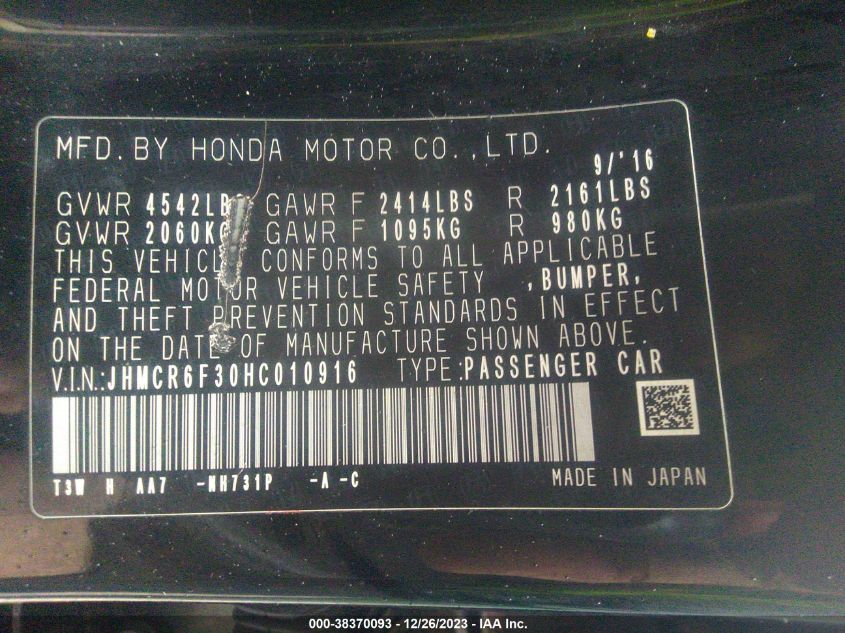 MFD. BY HONDA MOTOR CO., LTD. 9/'16
GVWR 4542LBS GAWR F 2414LBS R 2161LBS
GVWR 2060KG GAWR F 1095KG R 980KG
THIS VEHICLE CONFORMS TO ALL APPLICABLE
FEDERAL MOTOR VEHICLE SAFETY ,BUMPER,
AND THEFT PREVENTION STANDARDS IN EFFECT
ON THE DATE OF MANUFACTURE SHOWN ABOVE.
V.I.N.:JHMCR6F30HC010916 TYPE:PASSENGER CAR
T3W H AA7 -NH731P -A -C MADE IN JAPAN
000-38370093 - 12/26/2023 - IAA Inc.